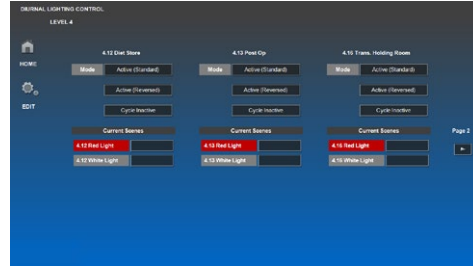 DIURNAL LIGHTING CONTROL
LEVEL 4
4.12 Diet Store
4.13 Post Op
4.15 Trans. Holding Room
HOME
Mode Active (Standard) Mode Active (Standard) Mode Active (Standard)
Active (Reversed) Active (Reversed) Active (Reversed)
EDIT
Cycle Inactive Cycle Inactive Cycle Inactive
Current Scenes Current Scenes Current Scenes Page 2
4.12 Red Light 4.13 Red Light 4.15 Red Light
4.12 White Light 4.13 White Light 4.15 White Light